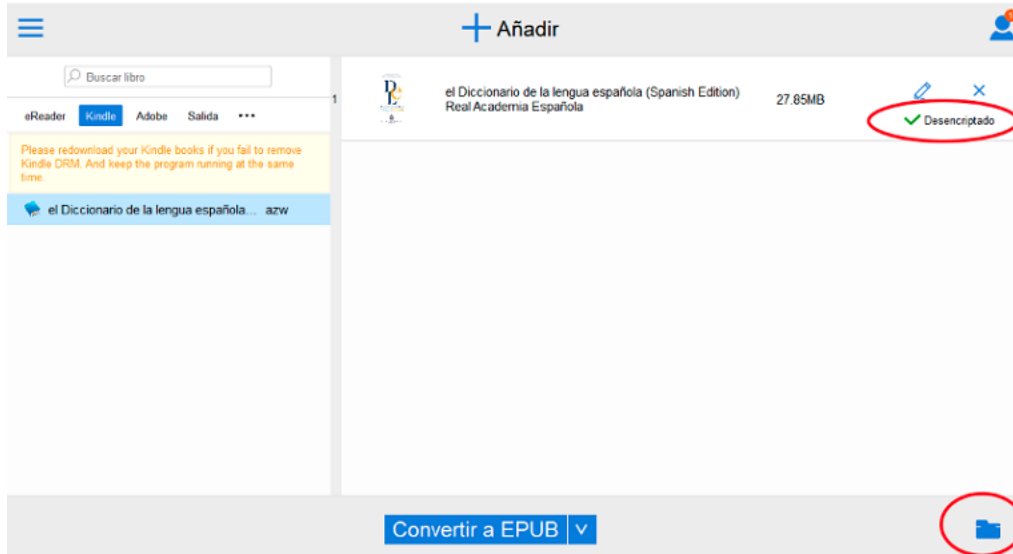 Añadir
Buscar libro
eReader Kindle Adobe Salida
Please redownload your Kindle books if you fail to remove
Kindle DRM. And keep the program running at the same
time.
el Diccionario de la lengua española... azw
1
el Diccionario de la lengua española (Spanish Edition)
Real Academia Española
27.85MB
Desencriptado
Convertir a EPUB